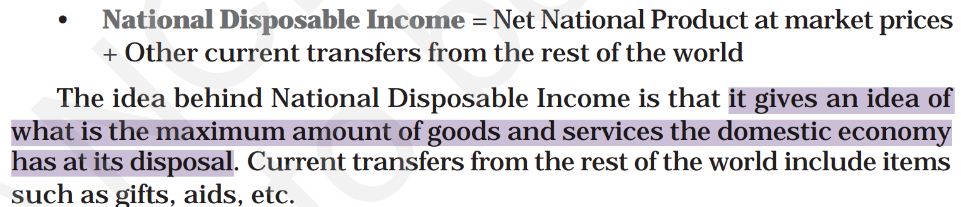 • National Disposable Income = Net National Product at market prices
+ Other current transfers from the rest of the world
The idea behind National Disposable Income is that it gives an idea of
what is the maximum amount of goods and services the domestic economy
has at its disposal. Current transfers from the rest of the world include items
such as gifts, aids, etc.